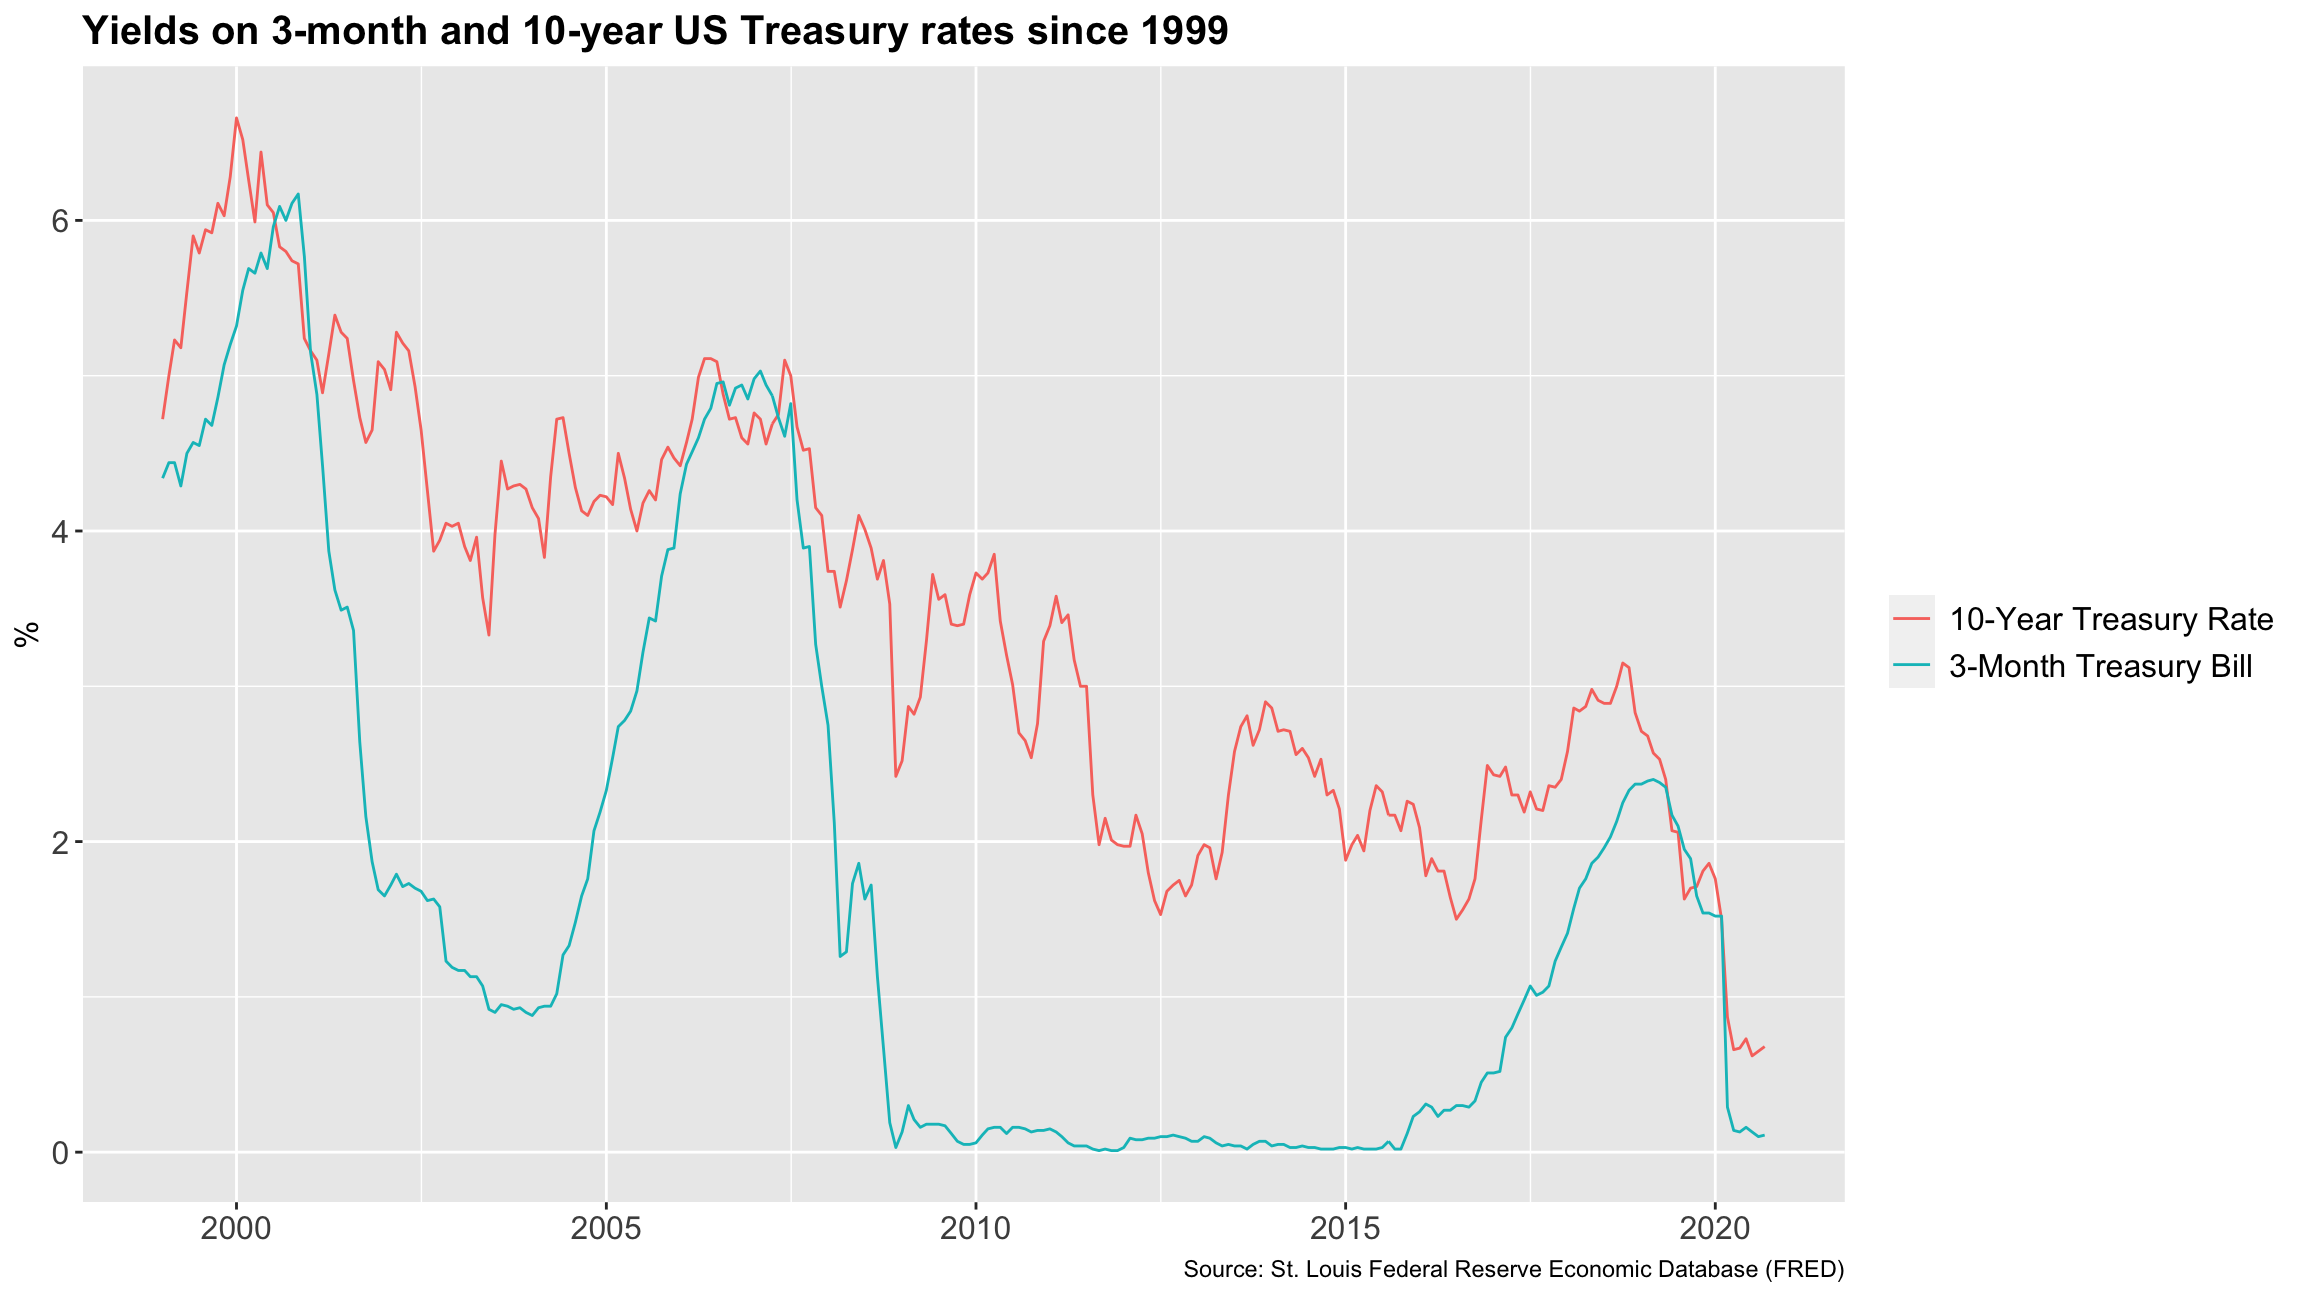 Yields on 3-month and 10-year US Treasury rates since 1999
6
4
2
0
%
2000
2005
2010
2015
2020
10-Year Treasury Rate
3-Month Treasury Bill
Source: St. Louis Federal Reserve Economic Database (FRED)